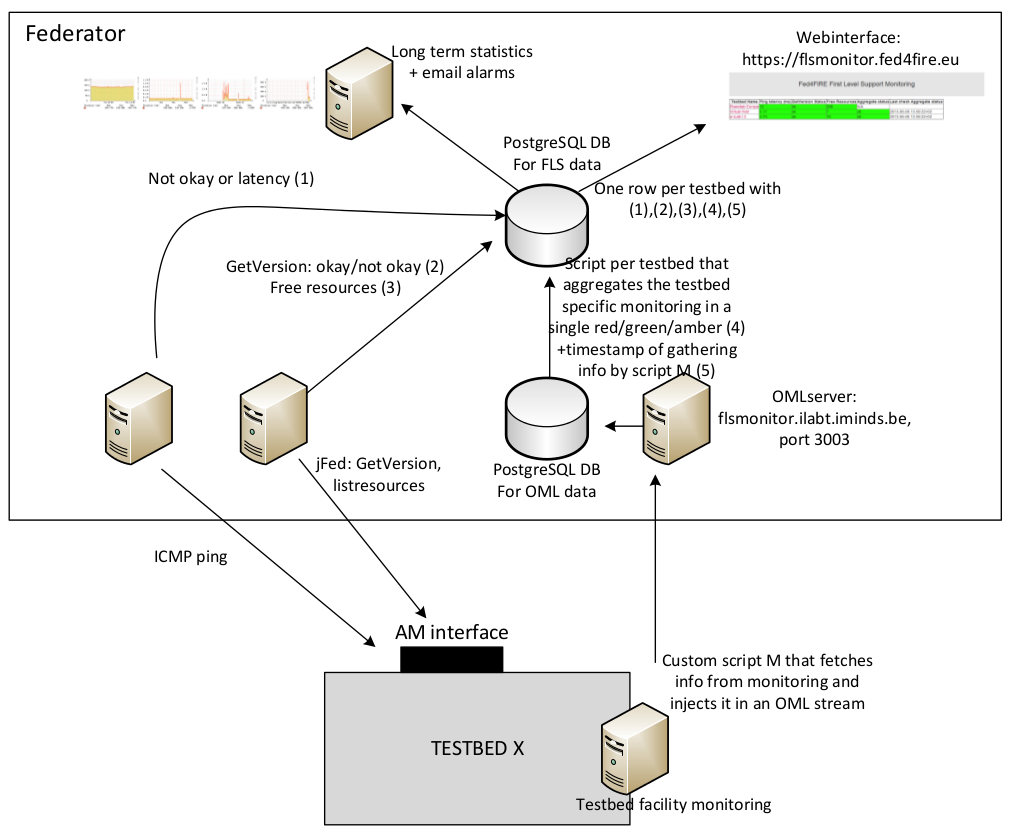 Federator
Long term statistics
+ email alarms
Webinterface:
https://flsmonitor.fed4fire.eu
Fed4FIRE First Level Support Monitoring
PostgreSQL DB
For FLS data
Not okay or latency (1)
One row per testbed with
(1),(2),(3),(4),(5)
GetVersion: okay/not okay (2)
Free resources (3)
Script per testbed that
aggregates the testbed
specific monitoring in a
single red/green/amber (4)
+timestamp of gathering
info by script M (5)
OMLserver:
flsmonitor.ilabt.iminds.be,
port 3003
jFed: GetVersion,
listresources
PostgreSQL DB
For OML data
ICMP ping
AM interface
Custom script M that fetches
info from monitoring and
injects it in an OML stream
TESTBED X
Testbed facility monitoring